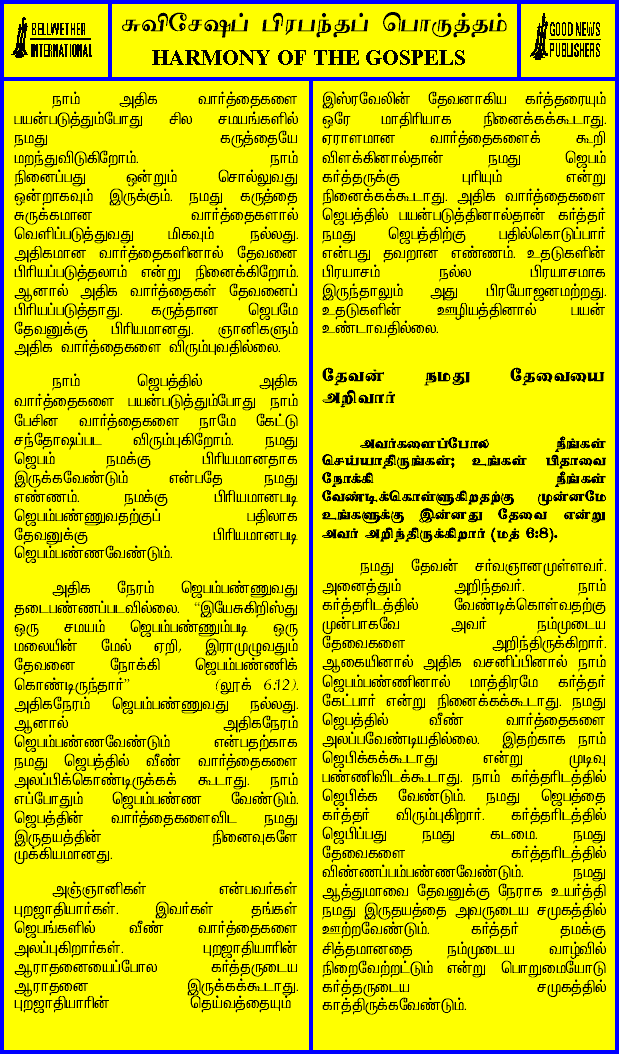 BELLWETHER
INTERNATIONAL
சுவிசேஷப் பிரபந்தப் பொருத்தம்
HARMONY OF THE GOSPELS
GOOD NEWS
PUBLISHERS
நாம் அதிக வார்த்தைகளை
பயன்படுத்தும்போது சில சமயங்களில்
நமது கருத்தையே
மறந்துவிடுகிறோம். நாம்
நினைப்பது ஒன்றும் சொல்லுவது
ஒன்றாகவும் இருக்கும். நமது கருத்தை
சுருக்கமான வார்த்தைகளால்
வெளிப்படுத்துவது மிகவும் நல்லது.
அதிகமான வார்த்தைகளினால் தேவனை
பிரியப்படுத்தலாம் என்று நினைக்கிறோம்.
ஆனால் அதிக வார்த்தைகள் தேவனைப்
பிரியப்படுத்தாது. கருத்தான ஜெபமே
தேவனுக்கு பிரியமானது. ஞானிகளும்
அதிக வார்த்தைகளை விரும்புவதில்லை.
நாம் ஜெபத்தில் அதிக
வார்த்தைகளை பயன்படுத்தும்போது நாம்
பேசின வார்த்தைகளை நாமே கேட்டு
சந்தோஷப்பட விரும்புகிறோம். நமது
ஜெபம் நமக்கு பிரியமானதாக
இருக்கவேண்டும் என்பதே நமது
எண்ணம். நமக்கு பிரியமானபடி
ஜெபம்பண்ணுவதற்குப் பதிலாக
தேவனுக்கு பிரியமானபடி
ஜெபம்பண்ணவேண்டும்.
அதிக நேரம் ஜெபம்பண்ணுவது
தடைபண்ணப்படவில்லை. "இயேசுகிறிஸ்து
ஒரு சமயம் ஜெபம்பண்ணும்படி ஒரு
மலையின் மேல் ஏறி, இராமுழுவதும்
தேவனை நோக்கி ஜெபம்பண்ணிக்
கொண்டிருந்தார்" (லூக் 6:12).
அதிகநேரம் ஜெபம்பண்ணுவது நல்லது.
ஆனால் அதிகநேரம்
ஜெபம்பண்ணவேண்டும் என்பதற்காக
நமது ஜெபத்தில் வீண் வார்த்தைகளை
அலப்பிக்கொண்டிருக்கக் கூடாது. நாம்
எப்போதும் ஜெபம்பண்ண வேண்டும்.
ஜெபத்தின் வார்த்தைகளைவிட நமது
இருதயத்தின் நினைவுகளே
முக்கியமானது.
அஞ்ஞானிகள் என்பவர்கள்
புறஜாதியார்கள். இவர்கள் தங்கள்
ஜெபங்களில் வீண் வார்த்தைகளை
அலப்புகிறார்கள். புறஜாதியாரின்
ஆராதனையைப்போல கர்த்தருடைய
ஆராதனை இருக்கக்கூடாது.
புறஜாதியாரின் தெய்வத்தையும்
இஸ்ரவேலின் தேவனாகிய கர்த்தரையும்
ஒரே மாதிரியாக நினைக்கக்கூடாது.
ஏராளமான வார்த்தைகளைக் கூறி
விளக்கினால்தான் நமது ஜெபம்
கர்த்தருக்கு புரியும் என்று
நினைக்கக்கூடாது. அதிக வார்த்தைகளை
ஜெபத்தில் பயன்படுத்தினால்தான் கர்த்தர்
நமது ஜெபத்திற்கு பதில்கொடுப்பார்
என்பது தவறான எண்ணம். உதடுகளின்
பிரயாசம் நல்ல பிரயாசமாக
இருந்தாலும் அது பிரயோஜனமற்றது.
உதடுகளின் ஊழியத்தினால் பயன்
உண்டாவதில்லை.
தேவன் நமது தேவையை
அறிவார்
அவர்களைப்போல நீங்கள்
செய்யாதிருங்கள்; உங்கள் பிதாவை
நோக்கி நீங்கள்
வேண்டிக்கொள்ளுகிறதற்கு முன்னமே
உங்களுக்கு இன்னது தேவை என்று
அவர் அறிந்திருக்கிறார் (மத் 6:8).
நமது தேவன் சர்வஞானமுள்ளவர்.
அனைத்தும் அறிந்தவர். நாம்
கர்த்தரிடத்தில் வேண்டிக்கொள்வதற்கு
முன்பாகவே அவர் நம்முடைய
தேவைகளை அறிந்திருக்கிறார்.
ஆகையினால் அதிக வசனிப்பினால் நாம்
ஜெபம்பண்ணினால் மாத்திரமே கர்த்தர்
கேட்பார் என்று நினைக்கக்கூடாது. நமது
ஜெபத்தில் வீண் வார்த்தைகளை
அலப்பவேண்டியதில்லை. இதற்காக நாம்
ஜெபிக்கக்கூடாது என்று முடிவு
பண்ணிவிடக்கூடாது. நாம் கர்த்தரிடத்தில்
ஜெபிக்க வேண்டும். நமது ஜெபத்தை
கர்த்தர் விரும்புகிறார். கர்த்தரிடத்தில்
ஜெபிப்பது நமது கடமை. நமது
தேவைகளை கர்த்தரிடத்தில்
விண்ணப்பம்பண்ணவேண்டும். நமது
ஆத்துமாவை தேவனுக்கு நேராக உயர்த்தி
நமது இருதயத்தை அவருடைய சமுகத்தில்
ஊற்றவேண்டும். கர்த்தர் தமக்கு
சித்தமானதை நம்முடைய வாழ்வில்
நிறைவேற்றட்டும் என்று பொறுமையோடு
கர்த்தருடைய சமுகத்தில்
காத்திருக்கவேண்டும்.